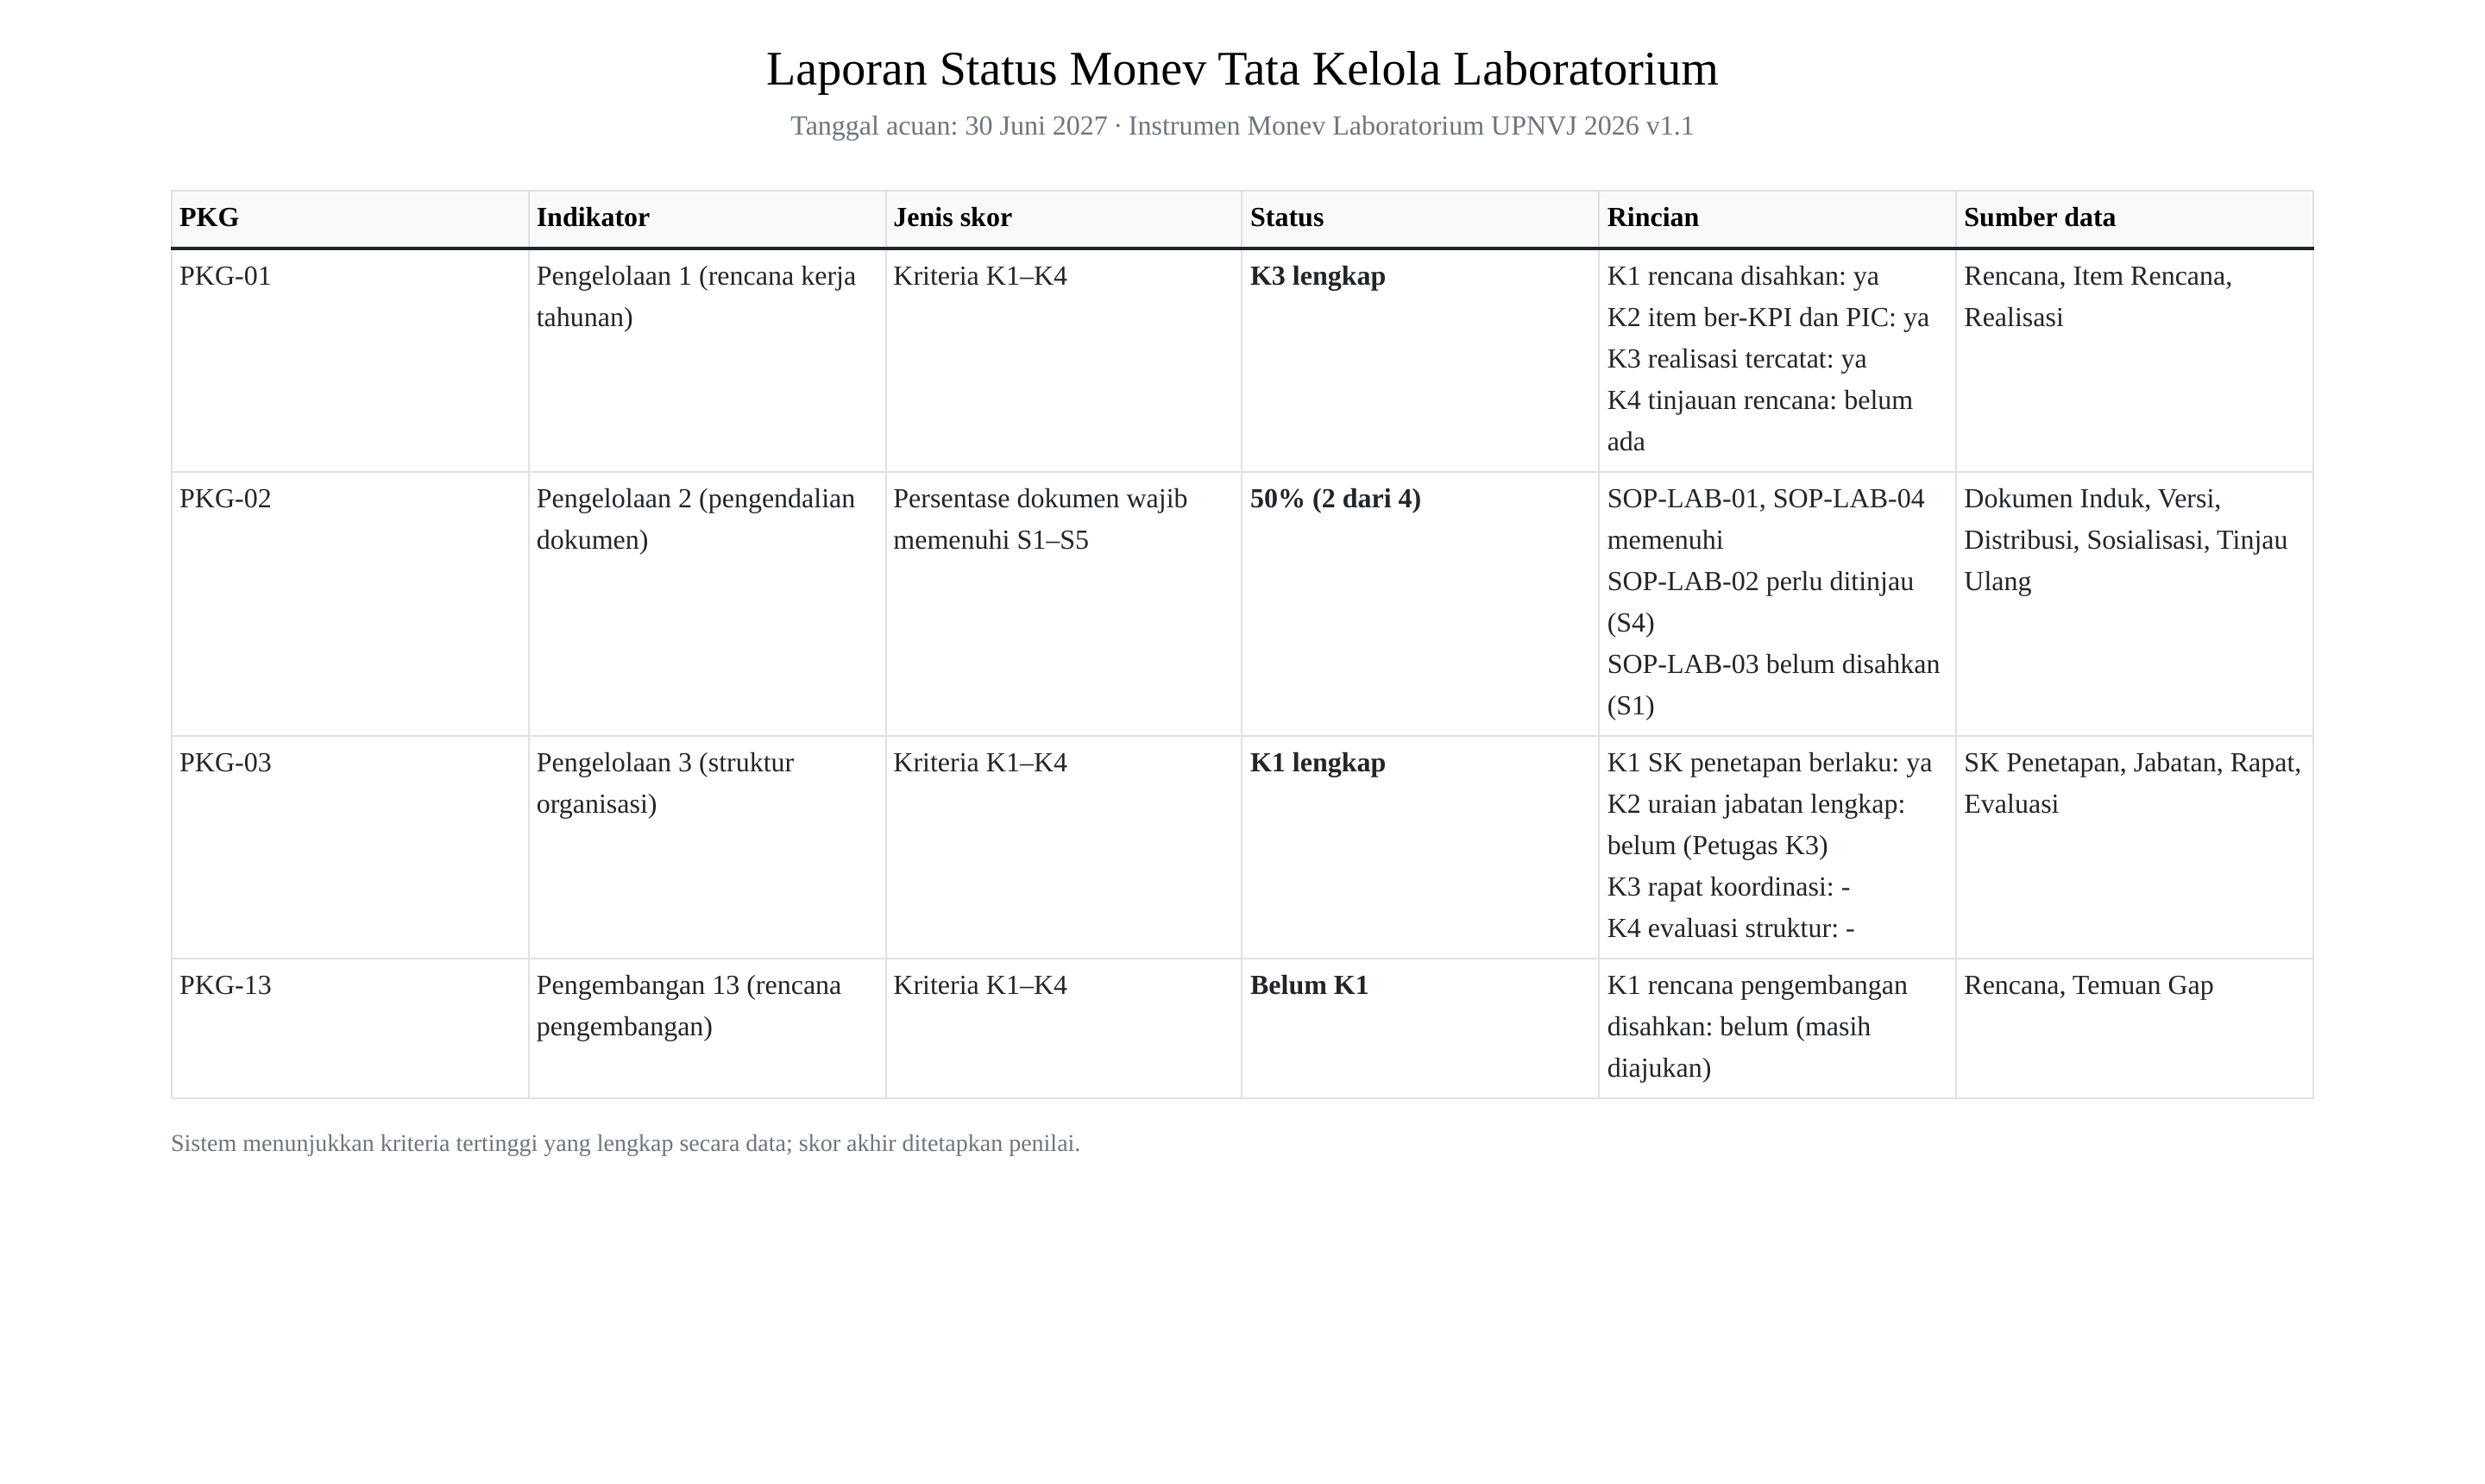 Laporan Status Monev Tata Kelola Laboratorium
Tanggal acuan: 30 Juni 2027 · Instrumen Monev Laboratorium UPNVJ 2026 v1.1
PKG
Indikator
Jenis skor
Status
Rincian
Sumber data
PKG-01
Pengelolaan 1 (rencana kerja
tahunan)
Kriteria K1–K4
K3 lengkap
K1 rencana disahkan: ya
K2 item ber-KPI dan PIC: ya
K3 realisasi tercatat: ya
K4 tinjauan rencana: belum
ada
Rencana, Item Rencana,
Realisasi
PKG-02
Pengelolaan 2 (pengendalian
dokumen)
Persentase dokumen wajib
memenuhi S1–S5
50% (2 dari 4)
SOP-LAB-01, SOP-LAB-04
memenuhi
SOP-LAB-02 perlu ditinjau
(S4)
SOP-LAB-03 belum disahkan
(S1)
Dokumen Induk, Versi,
Distribusi, Sosialisasi, Tinjau
Ulang
PKG-03
Pengelolaan 3 (struktur
organisasi)
Kriteria K1–K4
K1 lengkap
K1 SK penetapan berlaku: ya
K2 uraian jabatan lengkap:
belum (Petugas K3)
K3 rapat koordinasi: -
K4 evaluasi struktur: -
SK Penetapan, Jabatan, Rapat,
Evaluasi
PKG-13
Pengembangan 13 (rencana
pengembangan)
Kriteria K1–K4
Belum K1
K1 rencana pengembangan
disahkan: belum (masih
diajukan)
Rencana, Temuan Gap
Sistem menunjukkan kriteria tertinggi yang lengkap secara data; skor akhir ditetapkan penilai.